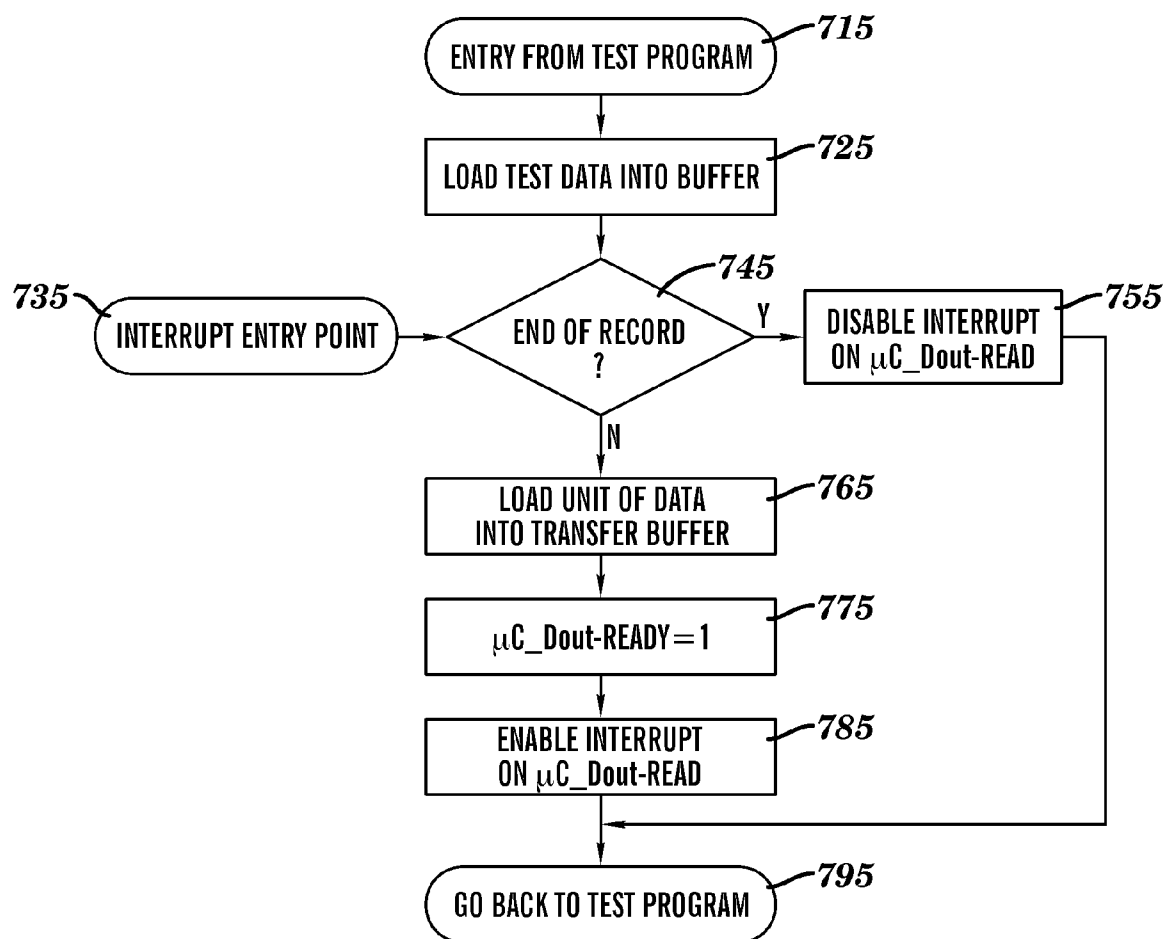 715
ENTRY FROM TEST PROGRAM
725
LOAD TEST DATA INTO BUFFER
745
735
INTERRUPT ENTRY POINT
END OF RECORD
?
Y
755
DISABLE INTERRUPT
ON μC_Dout-READ
N
765
LOAD UNIT OF DATA
INTO TRANSFER BUFFER
775
μC_Dout-READY=1
785
ENABLE INTERRUPT
ON μC_Dout-READ
795
GO BACK TO TEST PROGRAM